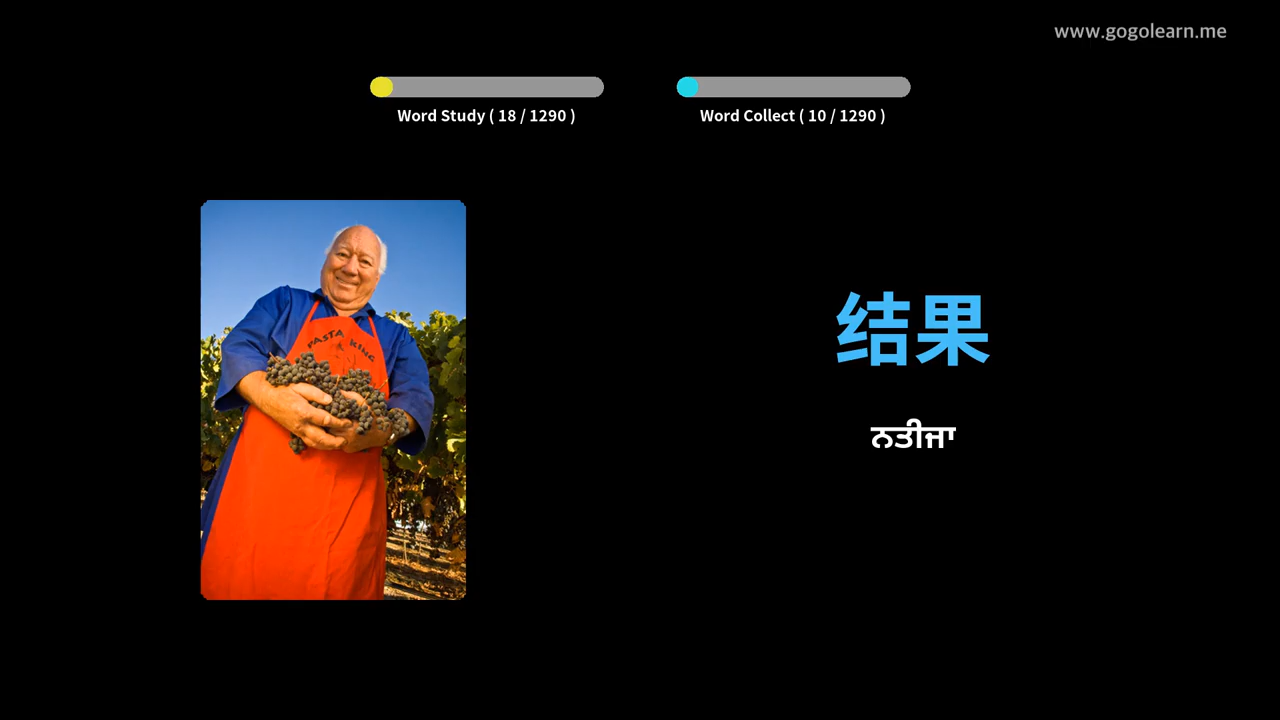 www.gogolearn.me
Word Study ( 18 / 1290 )
Word Collect ( 10 / 1290 )
PASTA KING
结果
ਨਤੀਜਾ